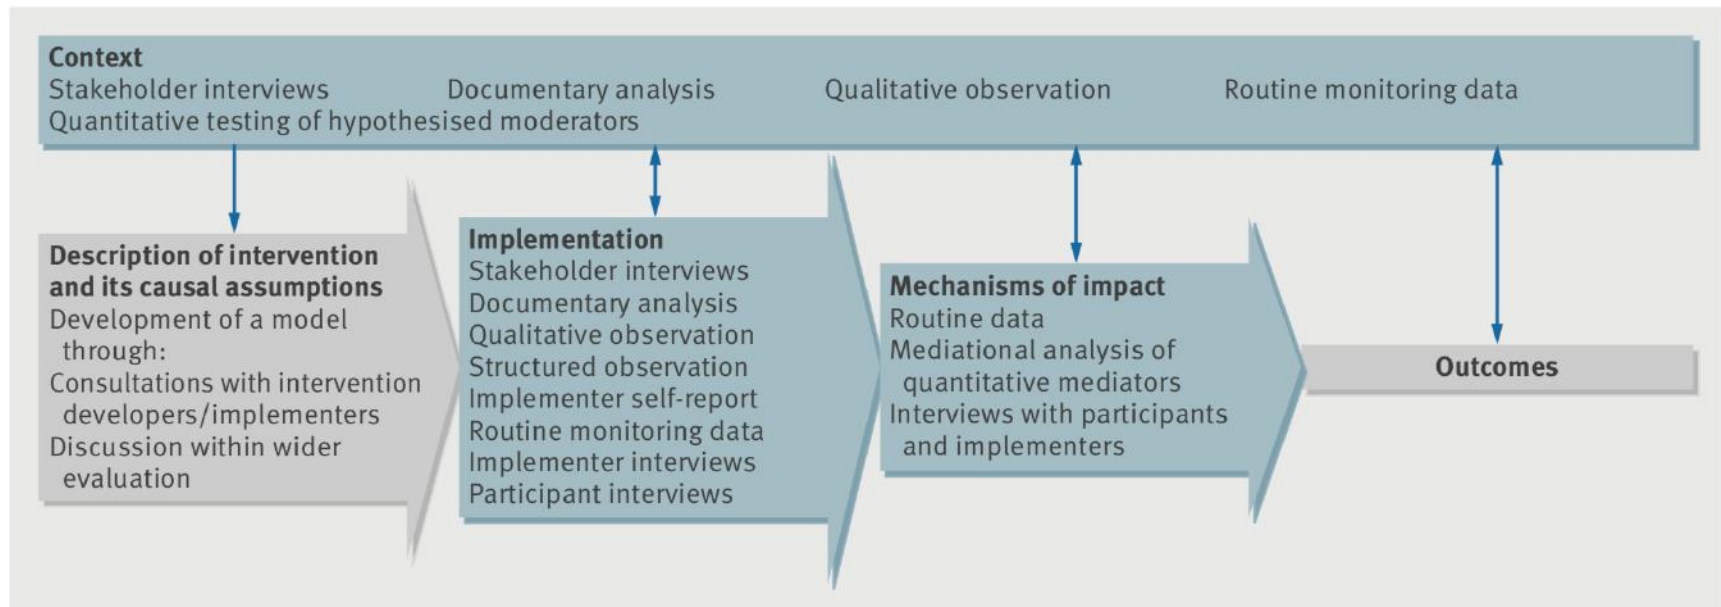 Context
Stakeholder interviews Documentary analysis Qualitative observation Routine monitoring data
Quantitative testing of hypothesised moderators
Description of intervention
and its causal assumptions
Development of a model
through:
Consultations with intervention
developers/implementers
Discussion within wider
evaluation
Implementation
Stakeholder interviews
Documentary analysis
Qualitative observation
Structured observation
Implementer self-report
Routine monitoring data
Implementer interviews
Participant interviews
Mechanisms of impact
Routine data
Mediational analysis of
quantitative mediators
Interviews with participants
and implementers
Outcomes